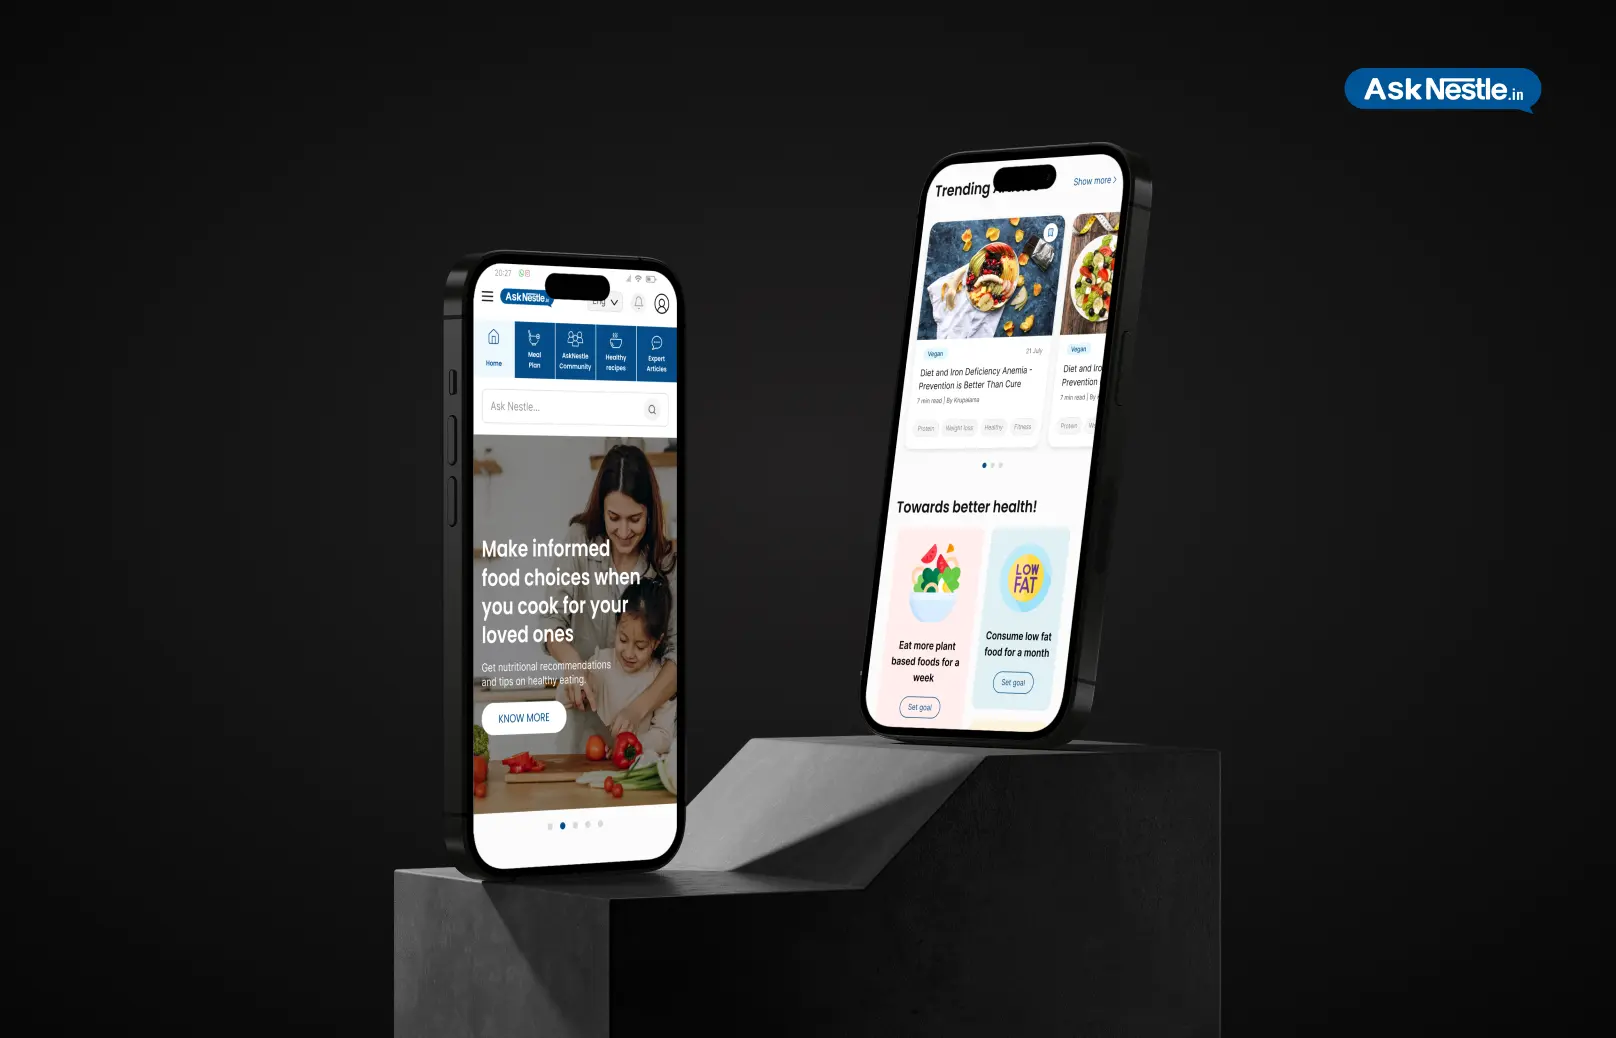 AskNestle.in
20:27
AskNestle.in
Eng
Home
Meal
Plan
AskNestle
Community
Healthy
recipes
Expert
Articles
Ask Nestle...
Make informed
food choices when
you cook for your
loved ones
Get nutritional recommendations
and tips on healthy eating.
KNOW MORE
Trending
Show more >
Vegan
21 July
Diet and Iron Deficiency Anemia -
Prevention is Better Than Cure
7 min read | By Krupalama
Protein
Weight loss
Healthy
Fitness
Vegan
Diet and Iro
Prevention
7 min read | By
Protein
We
Towards better health!
Eat more plant
based foods for a
week
Set goal
LOW
FAT
Consume low fat
food for a month
Set goal